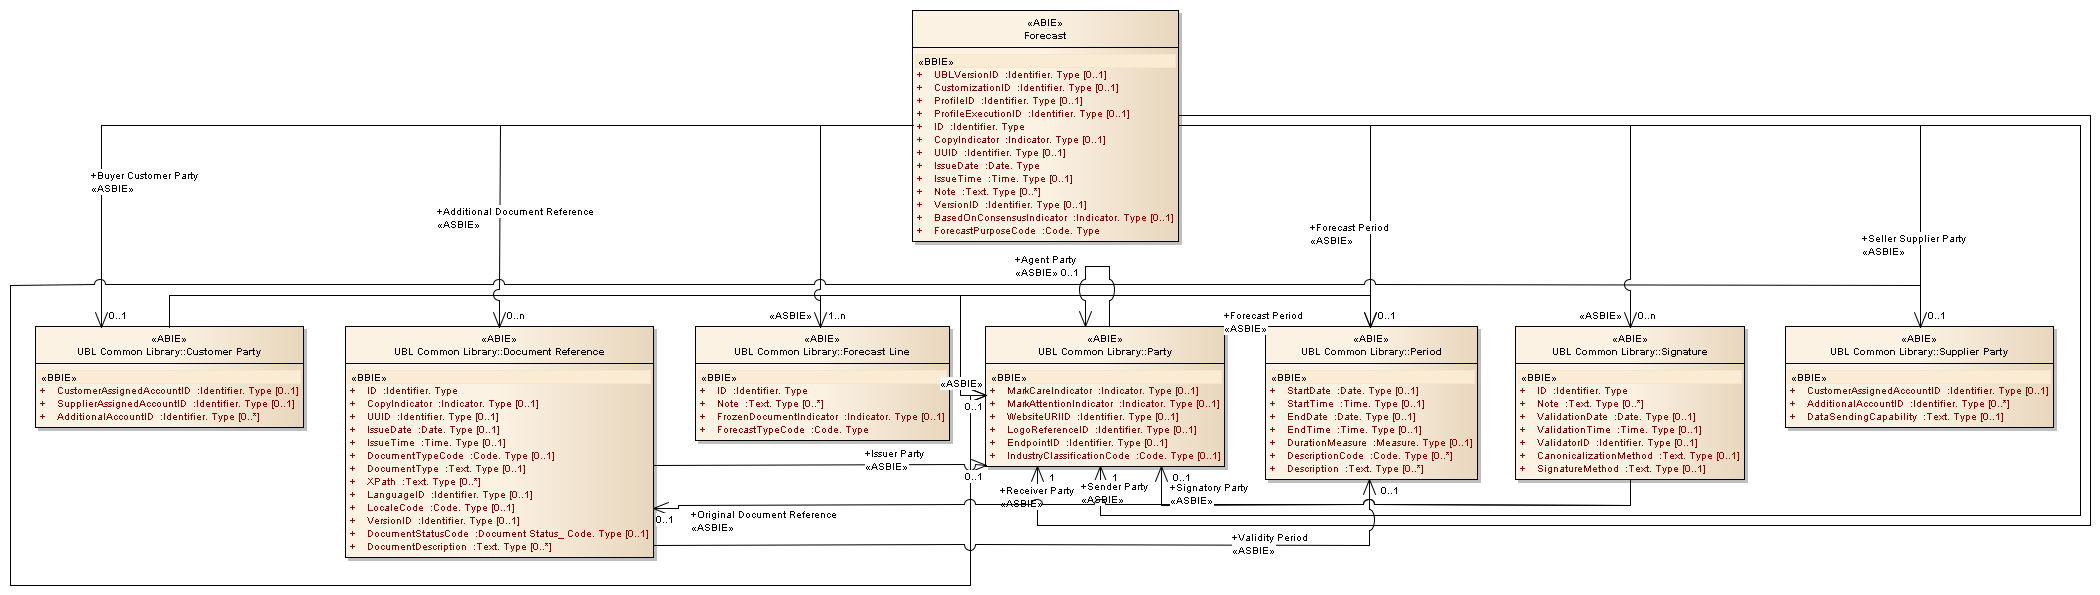 «ABIE»
Forecast
«BBIE»
+ UBLVersionID :Identifier. Type [0..1]
+ CustomizationID :Identifier. Type [0..1]
+ ProfileID :Identifier. Type [0..1]
+ ProfileExecutionID :Identifier. Type [0..1]
+ ID :Identifier. Type
+ CopyIndicator :Indicator. Type [0..1]
+ UUID :Identifier. Type [0..1]
+ IssueDate :Date. Type
+ IssueTime :Time. Type [0..1]
+ Note :Text. Type [0..*]
+ VersionID :Identifier. Type [0..1]
+ BasedOnConsensusIndicator :Indicator. Type [0..1]
+ ForecastPurposeCode :Code. Type
+Buyer Customer Party
«ASBIE»
0..1
+Additional Document Reference
«ASBIE»
0..n
«ASBIE»
1..n
+Agent Party
«ASBIE» 0..1
+Forecast Period
«ASBIE»
+Forecast Period
«ASBIE»
0..1
«ASBIE»
0..n
+Seller Supplier Party
«ASBIE»
0..1
«ABIE»
UBL Common Library::Customer Party
«BBIE»
+ CustomerAssignedAccountID :Identifier. Type [0..1]
+ SupplierAssignedAccountID :Identifier. Type [0..1]
+ AdditionalAccountID :Identifier. Type [0..*]
«ABIE»
UBL Common Library::Document Reference
«BBIE»
+ ID :Identifier. Type
+ CopyIndicator :Indicator. Type [0..1]
+ UUID :Identifier. Type [0..1]
+ IssueDate :Date. Type [0..1]
+ IssueTime :Time. Type [0..1]
+ DocumentTypeCode :Code. Type [0..1]
+ DocumentType :Text. Type [0..1]
+ XPath :Text. Type [0..*]
+ LanguageID :Identifier. Type [0..1]
+ LocaleCode :Code. Type [0..1]
+ VersionID :Identifier. Type [0..1]
+ DocumentStatusCode :Document Status_ Code. Type [0..1]
+ DocumentDescription :Text. Type [0..*]
«ABIE»
UBL Common Library::Forecast Line
«BBIE»
+ ID :Identifier. Type
+ Note :Text. Type [0..*]
+ FrozenDocumentIndicator :Indicator. Type [0..1]
+ ForecastTypeCode :Code. Type
«ASBIE»
0..1
«ABIE»
UBL Common Library::Party
«BBIE»
+ MarkCareIndicator :Indicator. Type [0..1]
+ MarkAttentionIndicator :Indicator. Type [0..1]
+ WebsiteURIID :Identifier. Type [0..1]
+ LogoReferenceID :Identifier. Type [0..1]
+ EndpointID :Identifier. Type [0..1]
+ IndustryClassificationCode :Code. Type [0..1]
«ABIE»
UBL Common Library::Period
«BBIE»
+ StartDate :Date. Type [0..1]
+ StartTime :Time. Type [0..1]
+ EndDate :Date. Type [0..1]
+ EndTime :Time. Type [0..1]
+ DurationMeasure :Measure. Type [0..1]
+ DescriptionCode :Code. Type [0..*]
+ Description :Text. Type [0..*]
«ABIE»
UBL Common Library::Signature
«BBIE»
+ ID :Identifier. Type
+ Note :Text. Type [0..*]
+ ValidationDate :Date. Type [0..1]
+ ValidationTime :Time. Type [0..1]
+ ValidatorID :Identifier. Type [0..1]
+ CanonicalizationMethod :Text. Type [0..1]
+ SignatureMethod :Text. Type [0..1]
«ABIE»
UBL Common Library::Supplier Party
«BBIE»
+ CustomerAssignedAccountID :Identifier. Type [0..1]
+ AdditionalAccountID :Identifier. Type [0..*]
+ DataSendingCapability :Text. Type [0..1]
+Issuer Party
«ASBIE»
0..1
1
+Receiver Party
«ASBIE»
1
+Sender Party
«ASBIE»
0..1
+Signatory Party
«ASBIE»
0..1
0..1
+Original Document Reference
«ASBIE»
+Validity Period
«ASBIE»